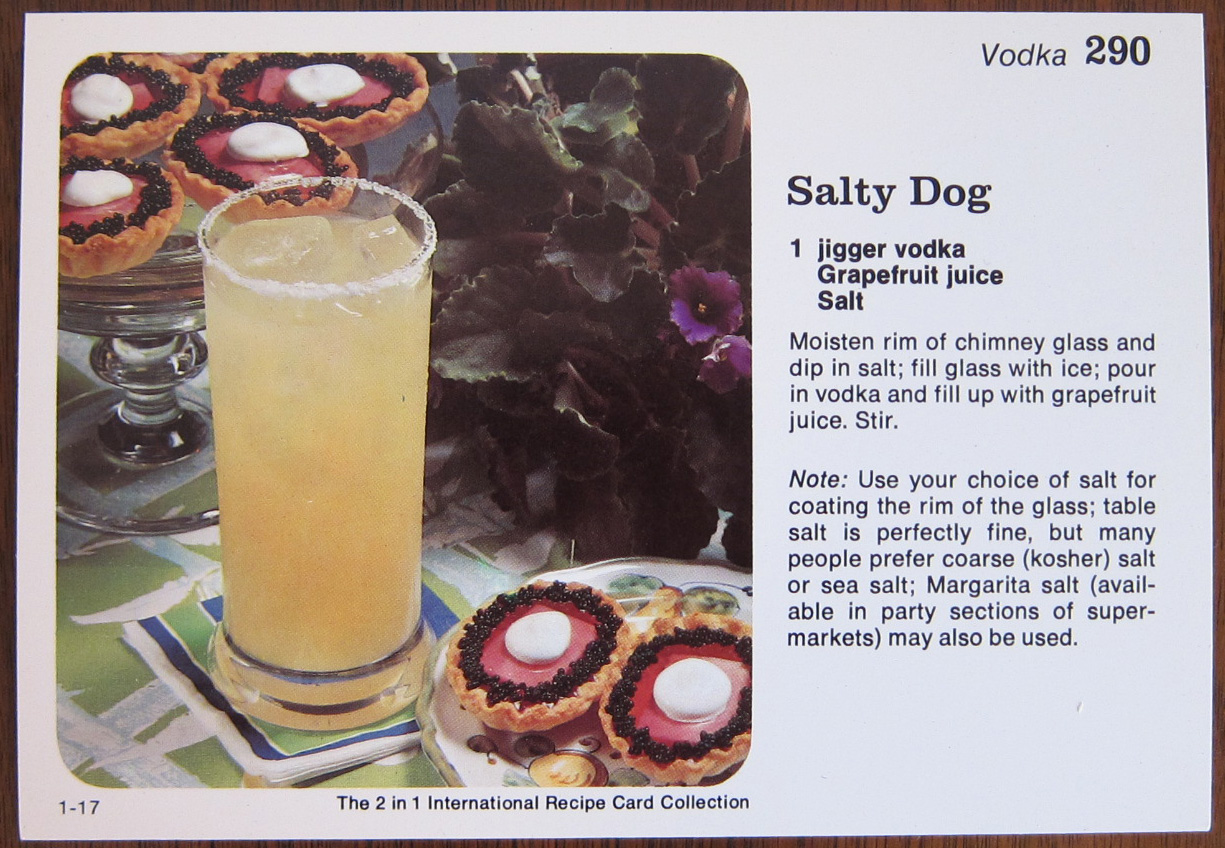 Vodka 290
Salty Dog
1 jigger vodka
Grapefruit juice
Salt
Moisten rim of chimney glass and
dip in salt; fill glass with ice; pour
in vodka and fill up with grapefruit
juice. Stir.
Note: Use your choice of salt for
coating the rim of the glass; table
salt is perfectly fine, but many
people prefer coarse (kosher) salt
or sea salt; Margarita salt (avail-
able in party sections of super-
markets) may also be used.
1-17
The 2 in 1 International Recipe Card Collection